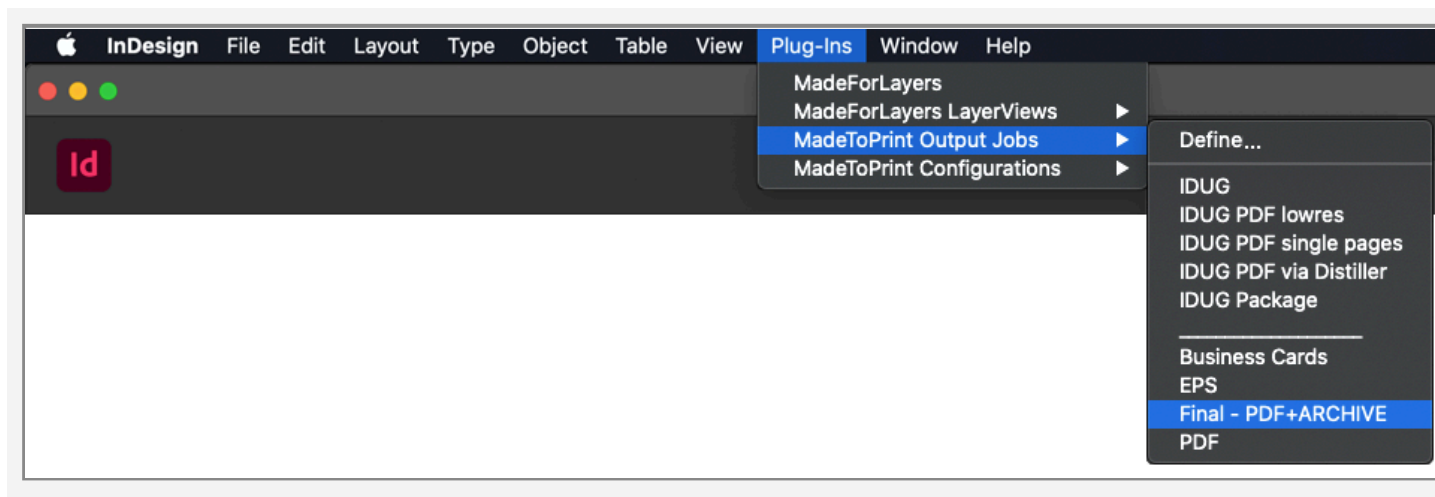 InDesign File Edit Layout Type Object Table View Plug-Ins Window Help
MadeForLayers
MadeForLayers LayerViews
MadeToPrint Output Jobs
MadeToPrint Configurations
Id
Define...
IDUG
IDUG PDF lowres
IDUG PDF single pages
IDUG PDF via Distiller
IDUG Package
Business Cards
EPS
Final - PDF+ARCHIVE
PDF